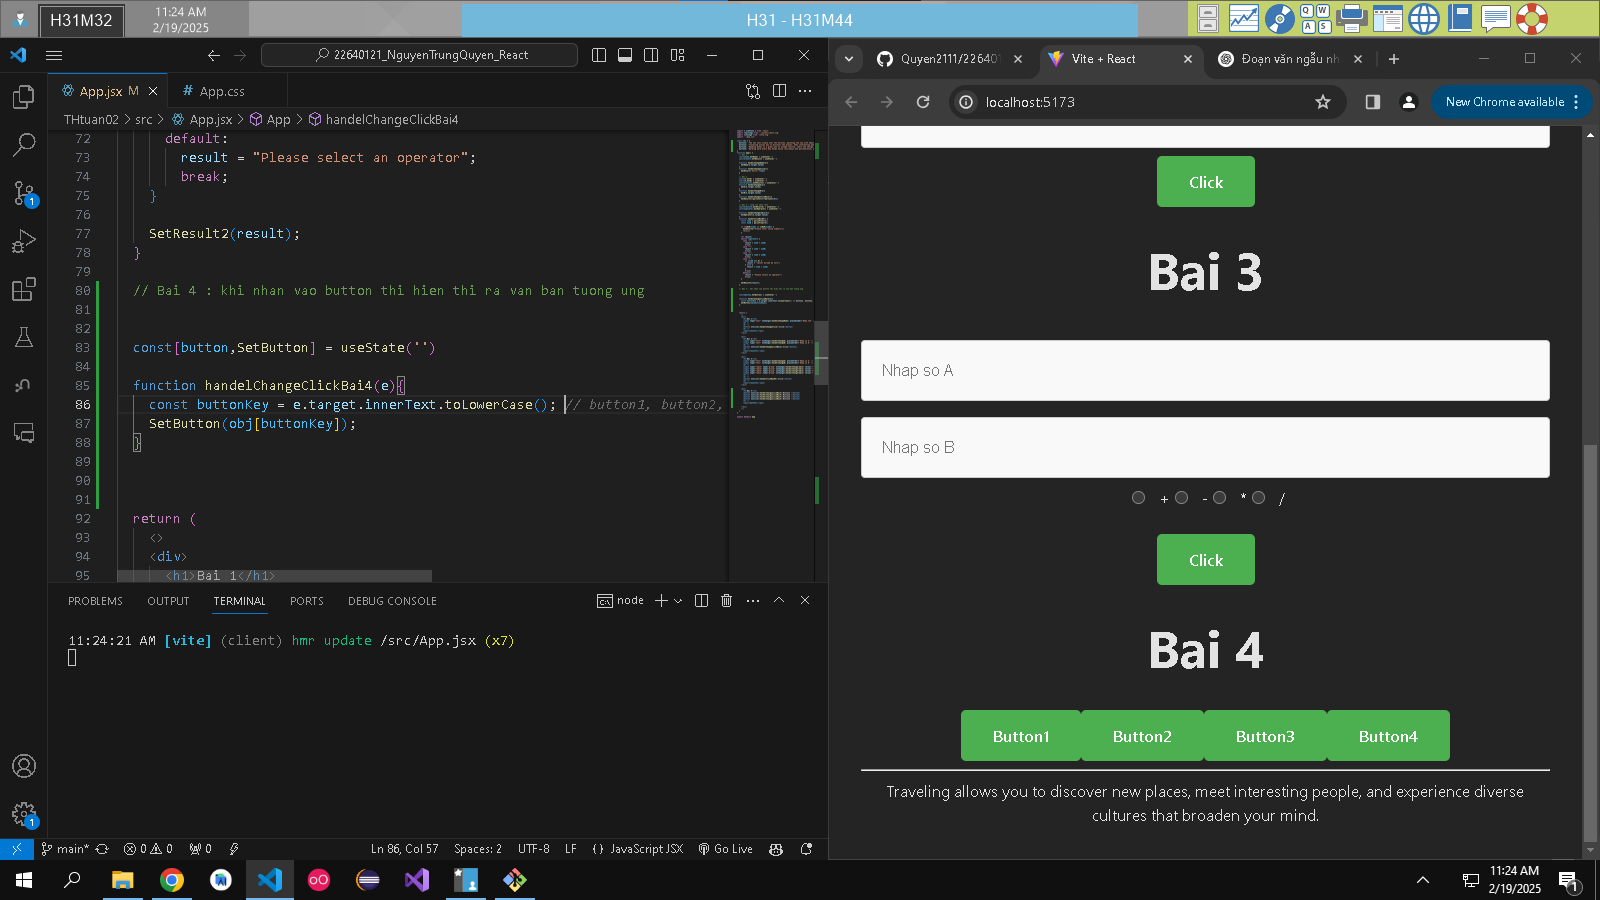 H31M32
11:24 AM
2/19/2025
H31 - H31M44
Q W
A S
22640121_NguyenTrungQuyen_React
App.jsx M
# App.css
THtuan02 > src > App.jsx > App > handelChangeClickBai4
72 default:
73 result = "Please select an operator";
74 break;
75 }
76
77 SetResult2(result);
78 }
79
80 // Bai 4 : khi nhan vao button thi hien thi ra van ban tuong ung
81
82
83 const[button,SetButton] = useState('')
84
85 function handelChangeClickBai4(e){
86 const buttonKey = e.target.innerText.toLowerCase(); // button1, button2,
87 SetButton(obj[buttonKey]);
88 }
89
90
91
92 return (
93 <>
94 <div>
95 <h1>Bai 1</h1>
PROBLEMS OUTPUT TERMINAL PORTS DEBUG CONSOLE
node
11:24:21 AM [vite] (client) hmr update /src/App.jsx (x7)
1
1
main* 0 0 0
Ln 86, Col 57 Spaces: 2 UTF-8 LF {} JavaScript JSX Go Live
Quyen2111/22640
Vite + React
Đoạn văn ngẫu nh
localhost:5173
New Chrome available
Click
Bai 3
Nhap so A
Nhap so B
+ - * /
Click
Bai 4
Button1 Button2 Button3 Button4
Traveling allows you to discover new places, meet interesting people, and experience diverse
cultures that broaden your mind.
11:24 AM
2/19/2025
1